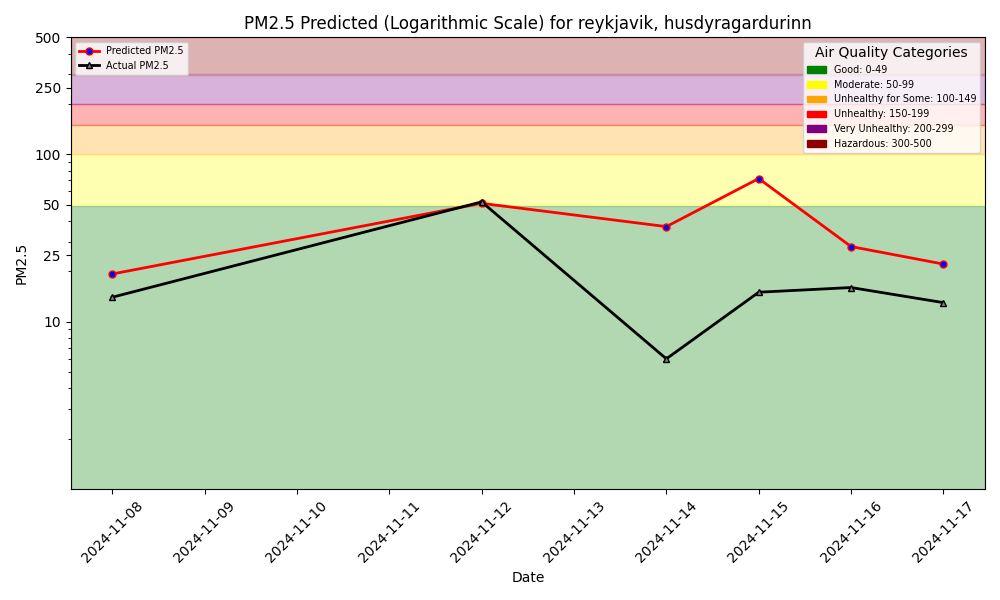 PM2.5 Predicted (Logarithmic Scale) for reykjavik, husdyragardurinn
Predicted PM2.5
Actual PM2.5
Air Quality Categories
Good: 0-49
Moderate: 50-99
Unhealthy for Some: 100-149
Unhealthy: 150-199
Very Unhealthy: 200-299
Hazardous: 300-500
500
250
100
50
25
10
PM2.5
2024-11-08
2024-11-09
2024-11-10
2024-11-11
2024-11-12
2024-11-13
2024-11-14
2024-11-15
2024-11-16
2024-11-17
Date